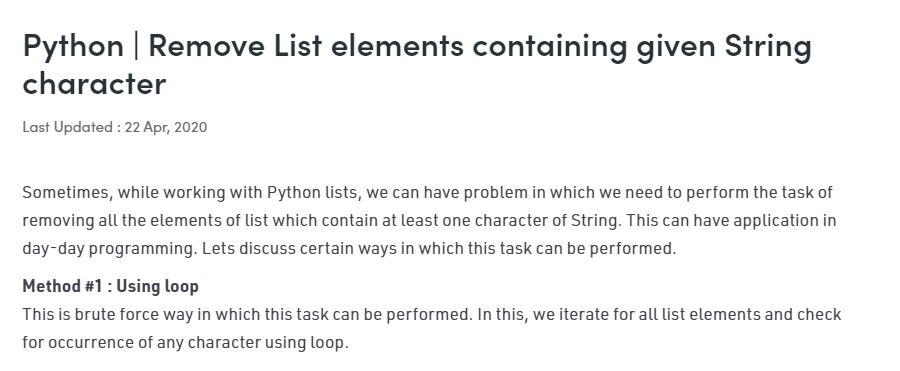 Python | Remove List elements containing given String
character
Last Updated : 22 Apr, 2020
Sometimes, while working with Python lists, we can have problem in which we need to perform the task of
removing all the elements of list which contain at least one character of String. This can have application in
day-day programming. Lets discuss certain ways in which this task can be performed.
Method #1 : Using loop
This is brute force way in which this task can be performed. In this, we iterate for all list elements and check
for occurrence of any character using loop.